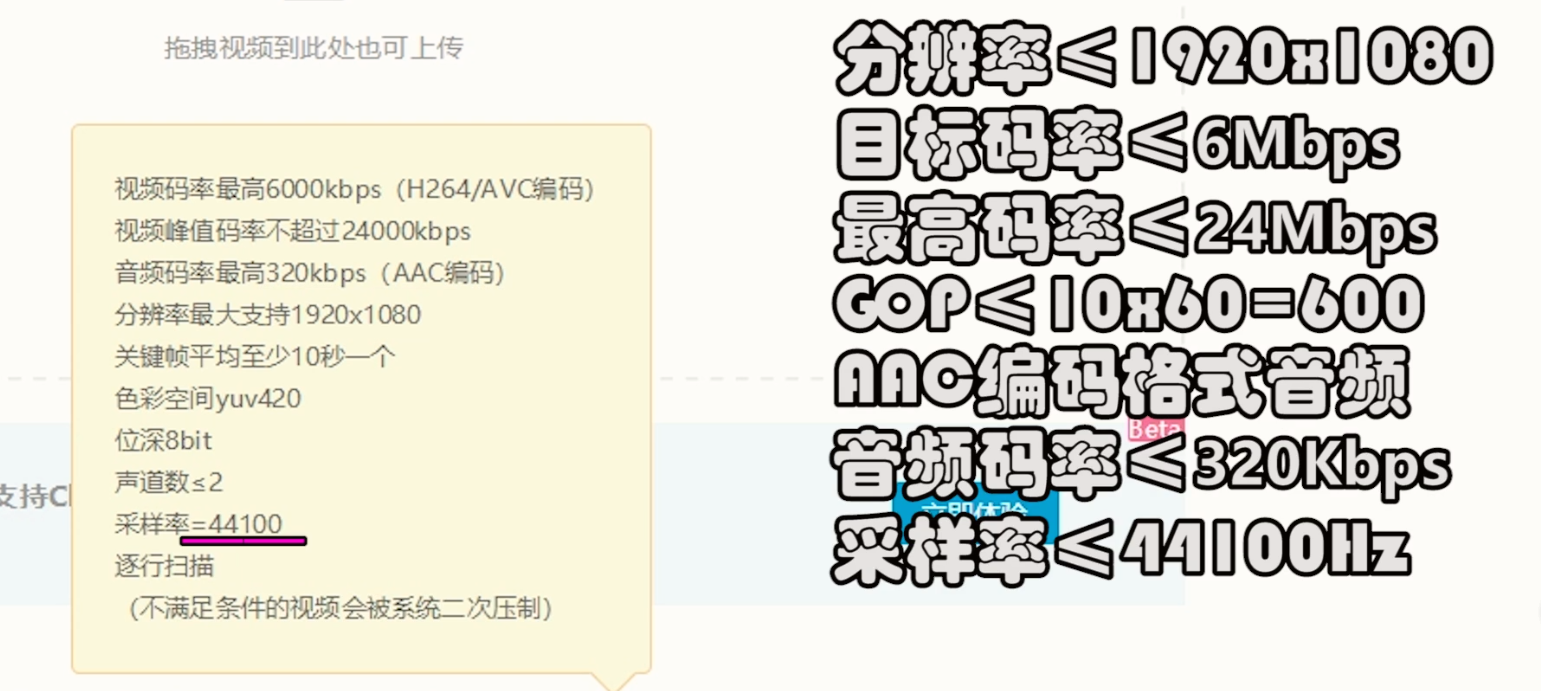 拖拽视频到此处也可上传
视频码率最高6000kbps（H264/AVC编码）
视频峰值码率不超过24000kbps
音频码率最高320kbps（AAC编码）
分辨率最大支持1920x1080
关键帧平均至少10秒一个
色彩空间yuv420
位深8bit
声道数≤2
采样率=44100
逐行扫描
（不满足条件的视频会被系统二次压制）
支持C
分辨率≤1920x1080
目标码率≤6Mbps
最高码率≤24Mbps
GOP≤10x60=600
AAC编码格式音频
Beta
音频码率≤320Kbps
立即体验
采样率≤44100Hz